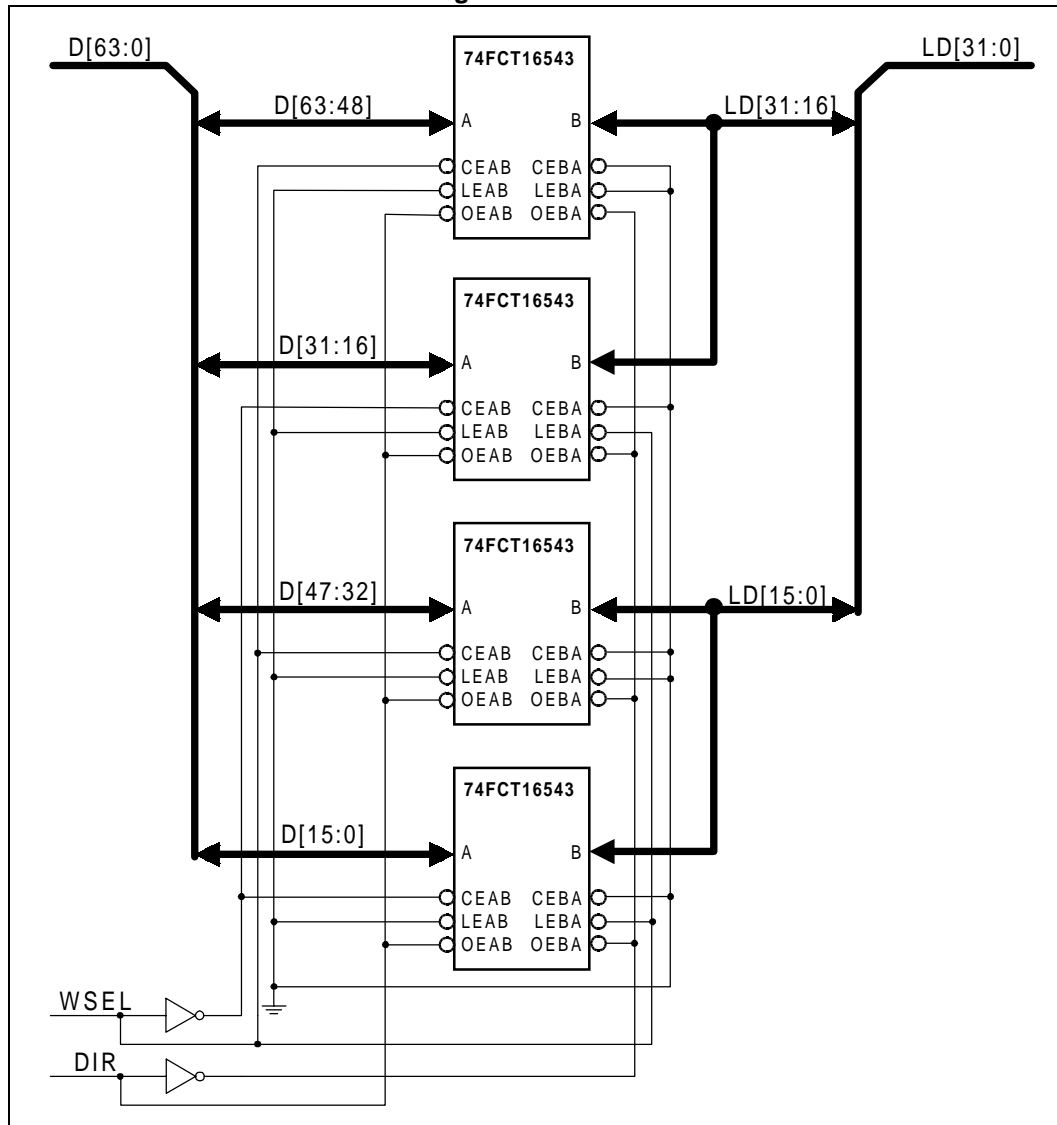 D[63:0]
LD[31:0]
74FCT16543
D[63:48]
A
B
LD[31:16]
CEAB CEBA
LEAB LEBA
OEAB OEBA
74FCT16543
D[31:16]
A
B
CEAB CEBA
LEAB LEBA
OEAB OEBA
74FCT16543
D[47:32]
A
B
LD[15:0]
CEAB CEBA
LEAB LEBA
OEAB OEBA
74FCT16543
D[15:0]
A
B
CEAB CEBA
LEAB LEBA
OEAB OEBA
WSEL
DIR